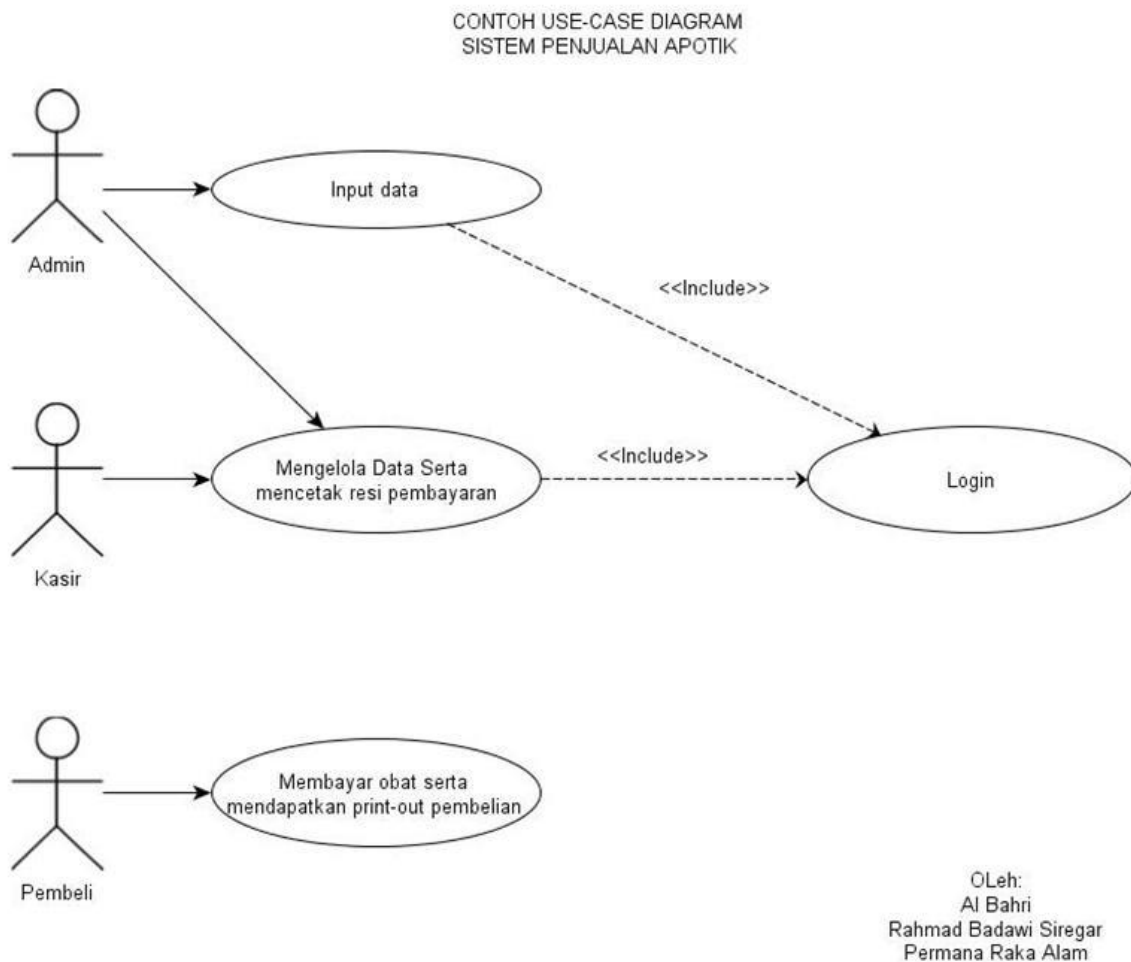 CONTOH USE-CASE DIAGRAM
SISTEM PENJUALAN APOTIK
Input data
Admin
<<Include>>
Mengelola Data Serta
mencetak resi pembayaran
<<Include>>
Login
Kasir
Membayar obat serta
mendapatkan print-out pembelian
Pembeli
OLeh:
Al Bahri
Rahmad Badawi Siregar
Permana Raka Alam